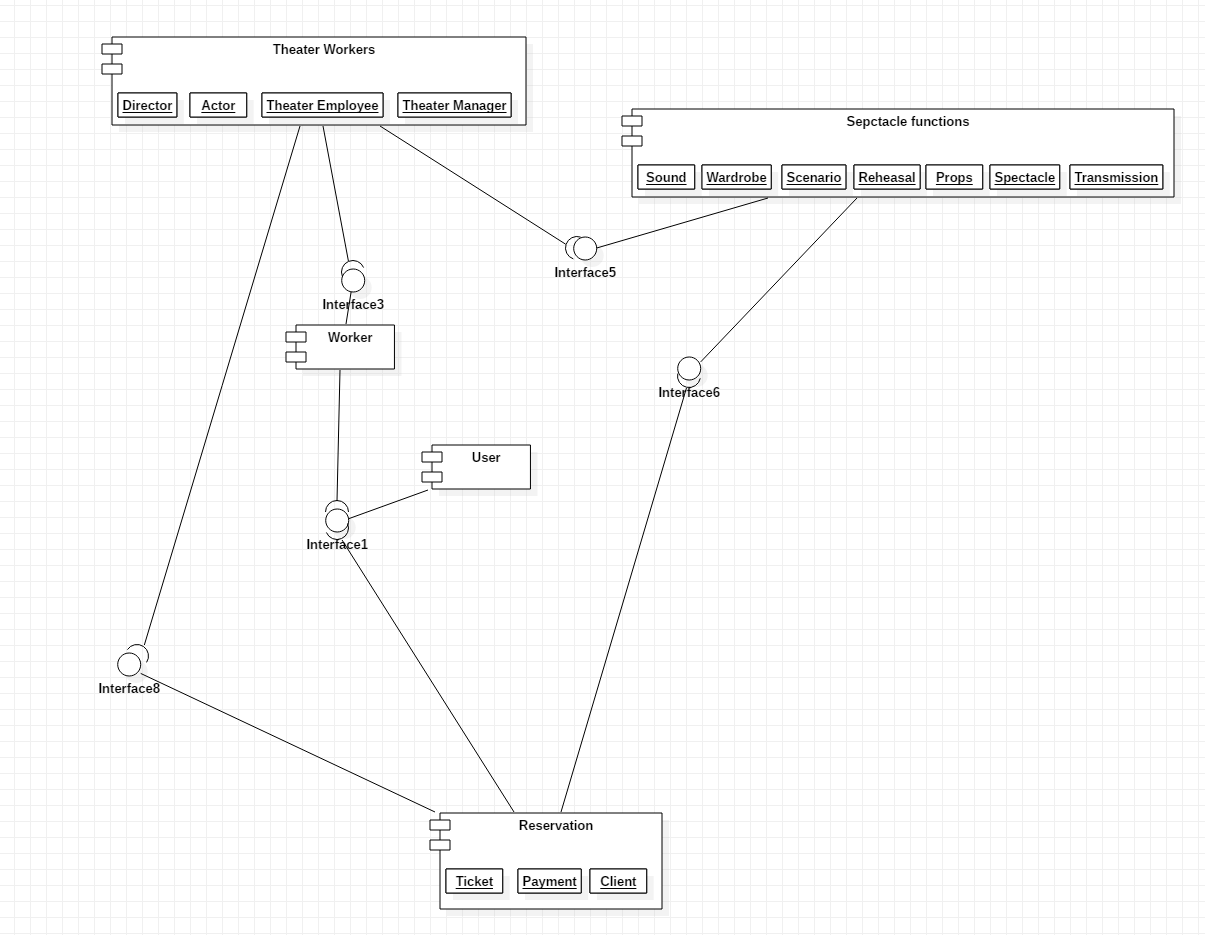 Theater Workers
Director
Actor
Theater Employee
Theater Manager
Sepctacle functions
Sound
Wardrobe
Scenario
Reheasal
Props
Spectacle
Transmission
Interface5
Interface3
Worker
Interface6
User
Interface1
Interface8
Reservation
Ticket
Payment
Client